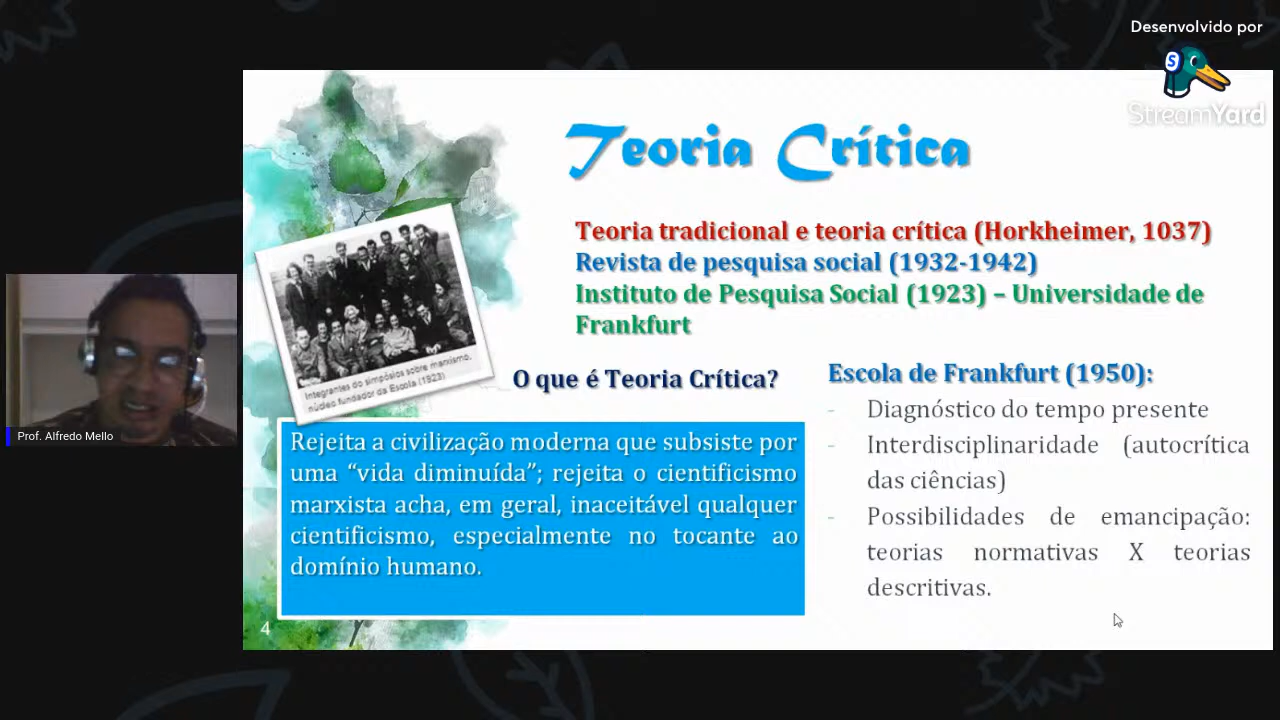 Desenvolvido por
StreamYard
Teoria Crítica
Teoria tradicional e teoria crítica (Horkheimer, 1037)
Revista de pesquisa social (1932-1942)
Instituto de Pesquisa Social (1923) – Universidade de
Frankfurt
Integrantes do simpósios sobre marxismo,
núcleo fundador da Escola (1923)
O que é Teoria Crítica?
Rejeita a civilização moderna que subsiste por
uma “vida diminuída”; rejeita o cientificismo
marxista acha, em geral, inaceitável qualquer
cientificismo, especialmente no tocante ao
domínio humano.
Escola de Frankfurt (1950):
- Diagnóstico do tempo presente
- Interdisciplinaridade (autocrítica
das ciências)
- Possibilidades de emancipação:
teorias normativas X teorias
descritivas.
Prof. Alfredo Mello
4